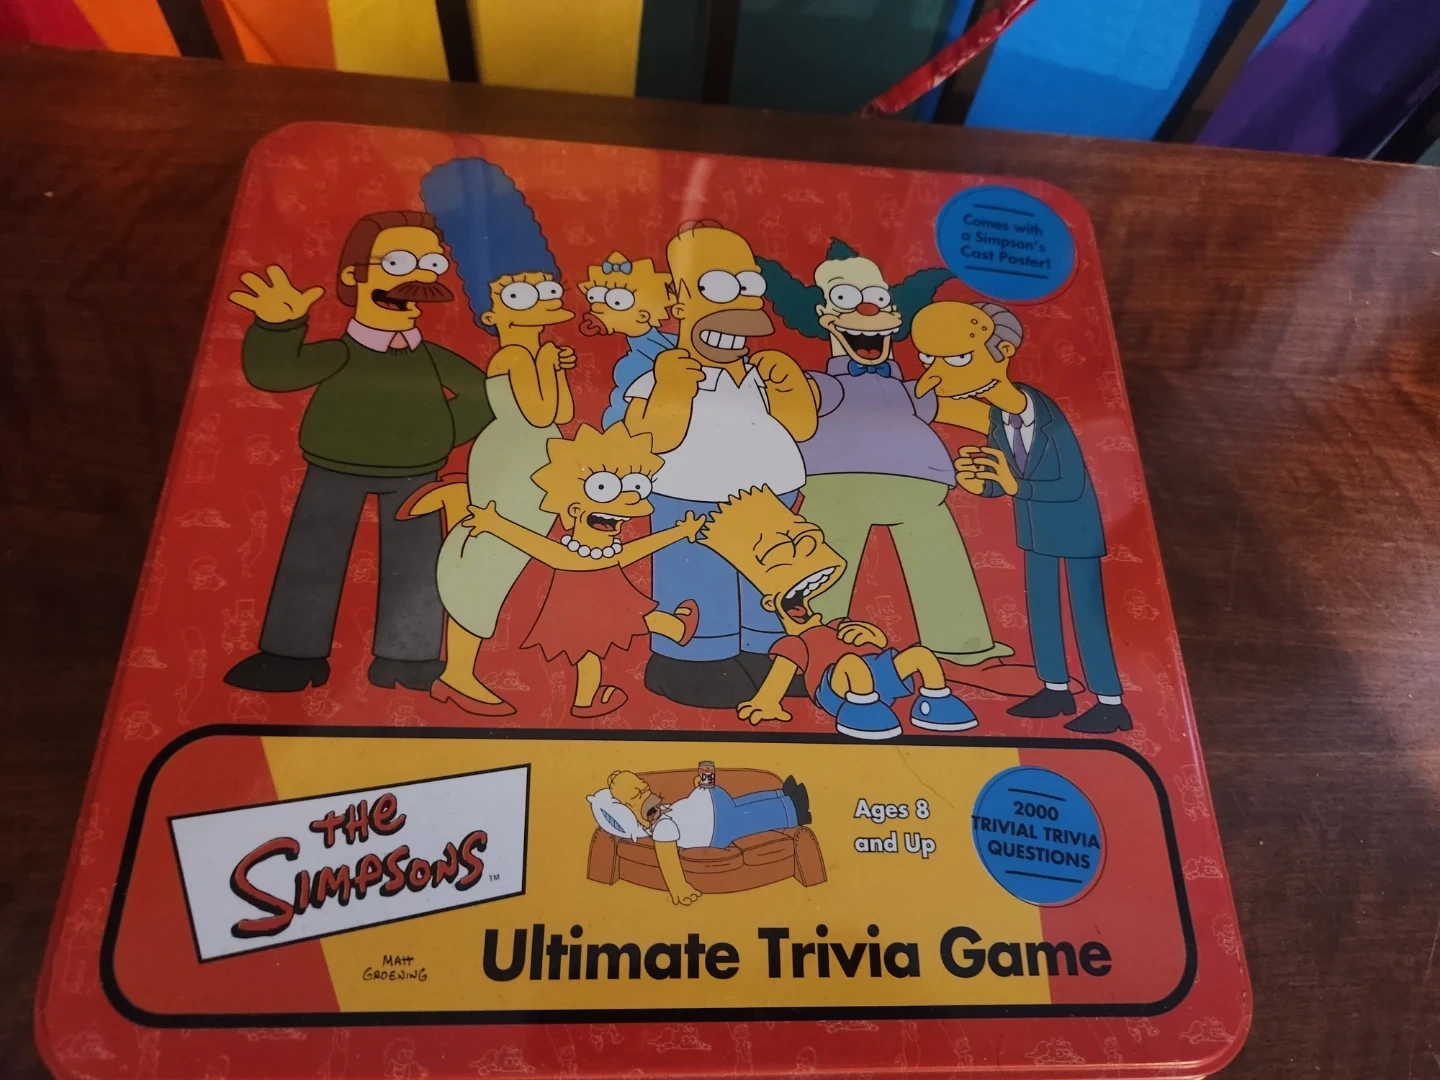 Comes with
a Simpson's
Cast Poster!
THE
SIMPSONS
TM
MATT
GROENING
Duff
Ages 8
and Up
2000
TRIVIAL TRIVIA
QUESTIONS
Ultimate Trivia Game